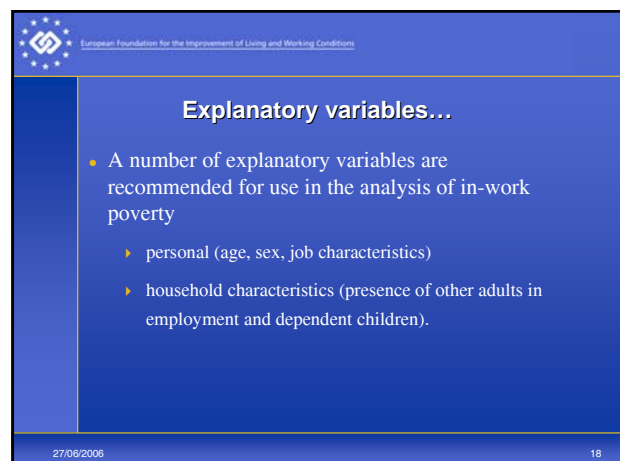 European Foundation for the Improvement of Living and Working Conditions
Explanatory variables…
• A number of explanatory variables are
recommended for use in the analysis of in-work
poverty
personal (age, sex, job characteristics)
household characteristics (presence of other adults in
employment and dependent children).
27/06/2006
18